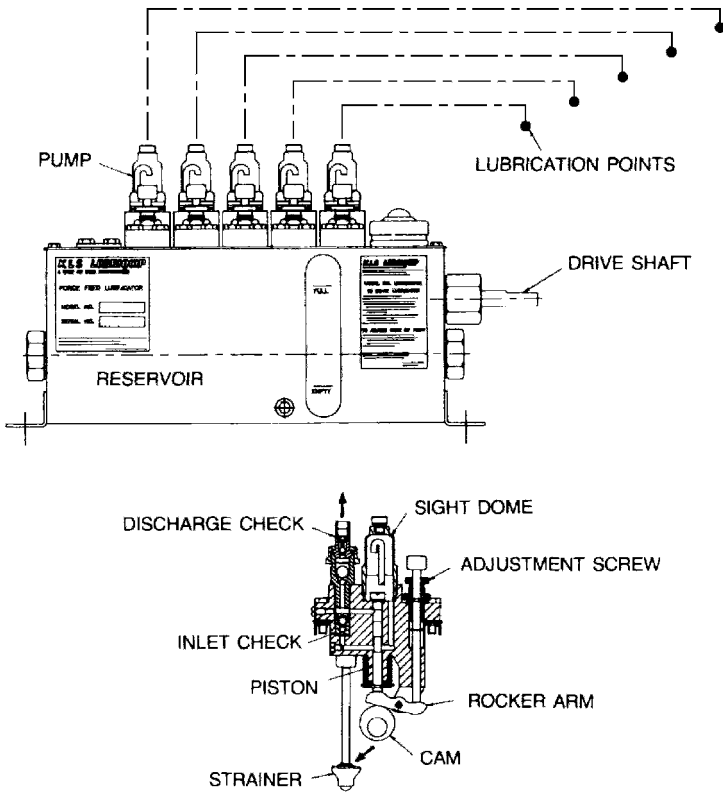 PUMP
LUBRICATION POINTS
DRIVE SHAFT
FORCE FEED LUBRICATOR
MODEL NO.
SERIAL NO.
FULL
RESERVOIR
EMPTY
SIGHT DOME
DISCHARGE CHECK
ADJUSTMENT SCREW
INLET CHECK
PISTON
ROCKER ARM
CAM
STRAINER